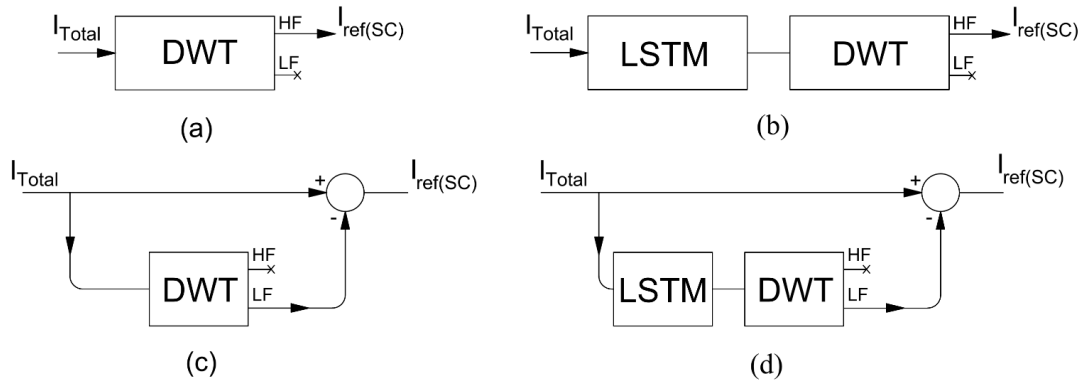 I_Total DWT HF LF I_ref(SC)
(a)
I_Total LSTM DWT HF LF I_ref(SC)
(b)
I_Total + - I_ref(SC)
DWT HF LF
(c)
I_Total + - I_ref(SC)
LSTM DWT HF LF
(d)